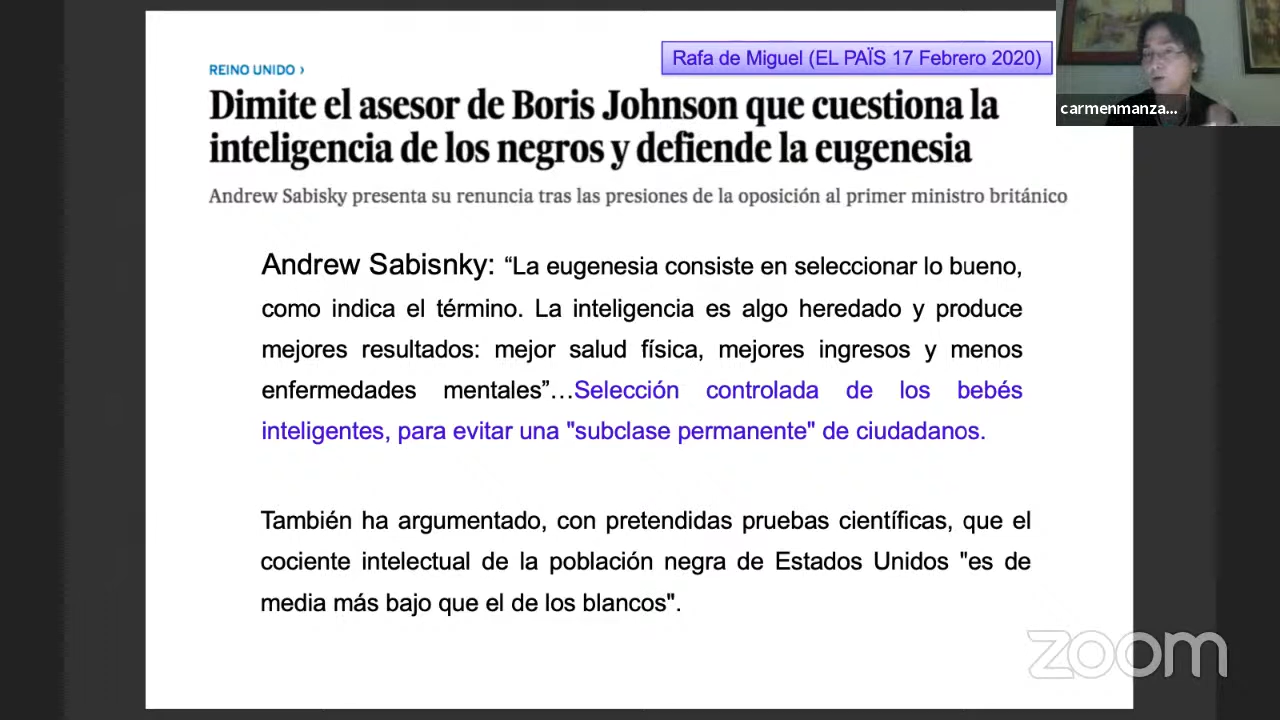 REINO UNIDO ›
Rafa de Miguel (EL PAÏS 17 Febrero 2020)
carmenmanza...
Dimite el asesor de Boris Johnson que cuestiona la
inteligencia de los negros y defiende la eugenesia
Andrew Sabisky presenta su renuncia tras las presiones de la oposición al primer ministro británico
Andrew Sabisnky: “La eugenesia consiste en seleccionar lo bueno,
como indica el término. La inteligencia es algo heredado y produce
mejores resultados: mejor salud física, mejores ingresos y menos
enfermedades mentales”…Selección controlada de los bebés
inteligentes, para evitar una "subclase permanente" de ciudadanos.
También ha argumentado, con pretendidas pruebas científicas, que el
cociente intelectual de la población negra de Estados Unidos "es de
media más bajo que el de los blancos".
zoom